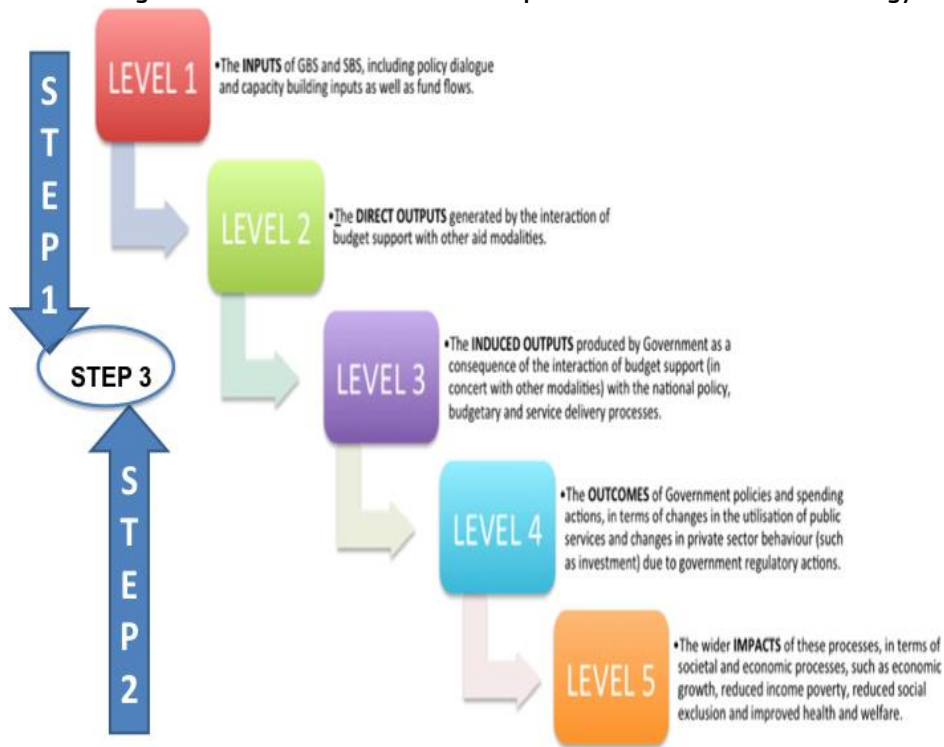 S
T
E
P
1
STEP 3
S
T
E
P
2
LEVEL 1
•The INPUTS of GBS and SBS, including policy dialogue
and capacity building inputs as well as fund flows.
LEVEL 2
•The DIRECT OUTPUTS generated by the interaction of
budget support with other aid modalities.
LEVEL 3
•The INDUCED OUTPUTS produced by Government as a
consequence of the interaction of budget support (in
concert with other modalities) with the national policy,
budgetary and service delivery processes.
LEVEL 4
•The OUTCOMES of Government policies and spending
actions, in terms of changes in the utilisation of public
services and changes in private sector behaviour (such
as investment) due to government regulatory actions.
LEVEL 5
•The wider IMPACTS of these processes, in terms of
societal and economic processes, such as economic
growth, reduced income poverty, reduced social
exclusion and improved health and welfare.